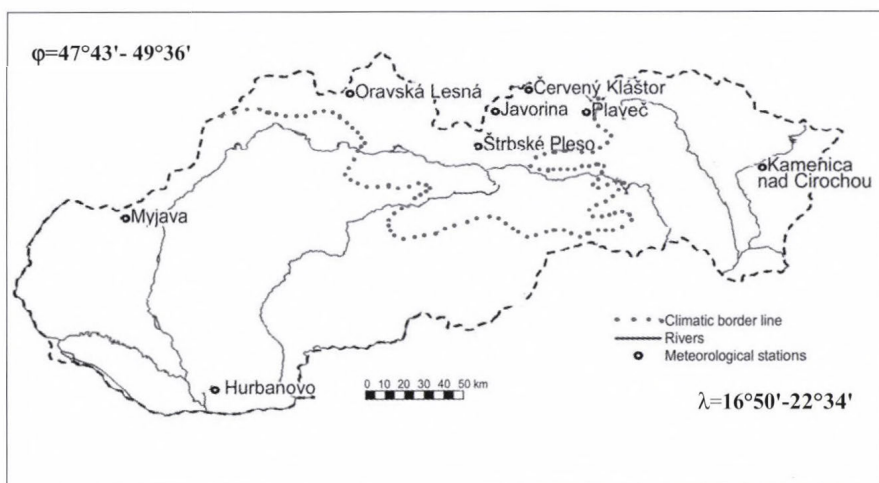 φ=47°43'- 49°36'
Oravská Lesná
Červený Kláštor
Javorina
Plaveč
Štrbské Pleso
Kamenica
nad Cirochou
Myjava
Climatic border line
Rivers
Meteorological stations
Hurbanovo
0 10 20 30 40 50 km
λ=16°50'-22°34'